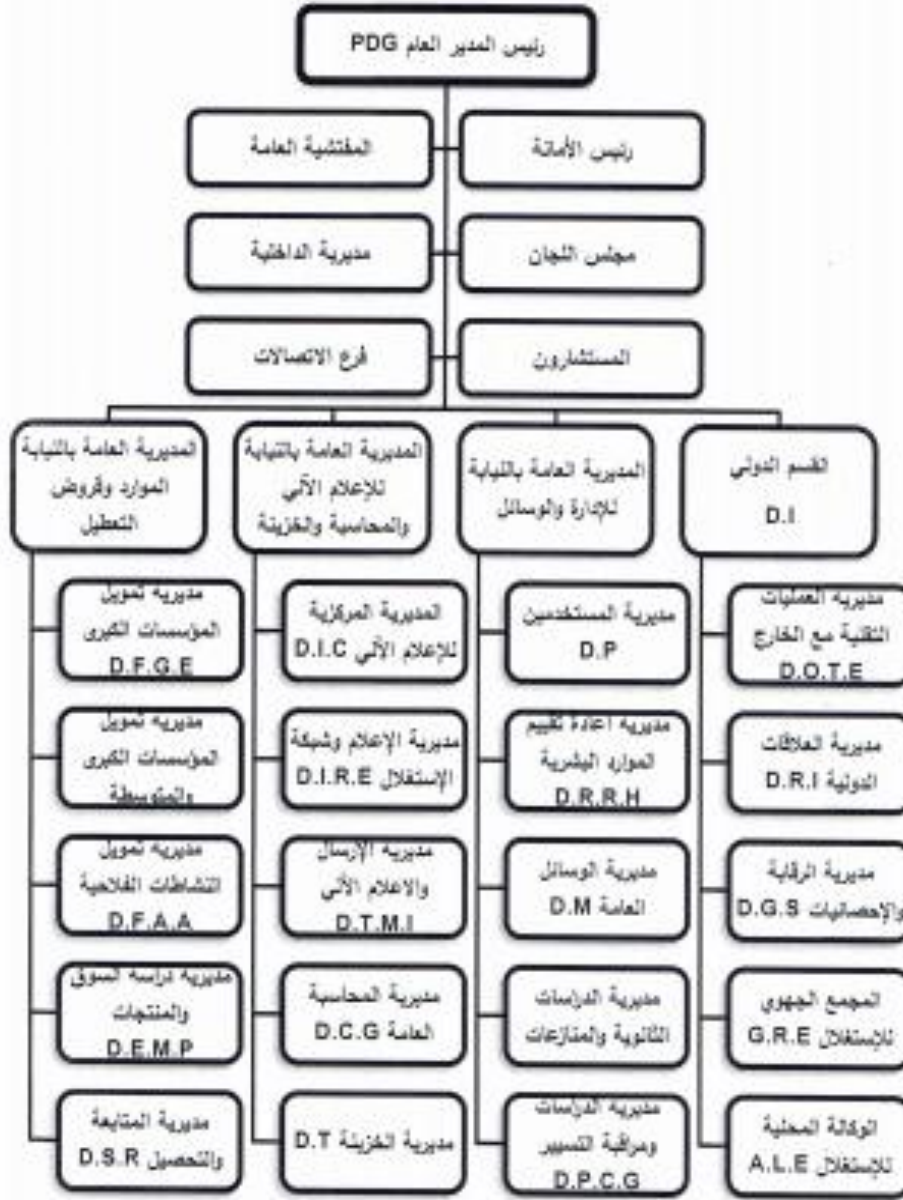 رئيس المدير العام PDG
رئيس الأمانة
المفتشية العامة
مجلس اللجان
مديرية الداخلية
المستشارون
فرع الاتصالات
القسم الدولي
D.I
المديرية العامة بالنيابة
للإدارة والوسائل
المديرية العامة بالنيابة
للإعلام الآلي
والمحاسبة والخزينة
المديرية العامة بالنيابة
الموارد وقروض
التعطيل
مديرية العمليات
التقنية مع الخارج
D.O.T.E
مديرية العلاقات
الدولية D.R.I
مديرية الرقابة
والإحصائيات D.G.S
المجمع الجهوي
للإستغلال G.R.E
الوكالة المحلية
للإستغلال A.L.E
مديرية المستخدمين
D.P
مديرية اعادة تقييم
الموارد البشرية
D.R.R.H
مديرية الوسائل
العامة D.M
مديرية الدراسات
الثانوية والمنازعات
مديرية الدراسات
ومراقبة التسيير
D.P.C.G
المديرية المركزية
للإعلام الآلي D.I.C
مديرية الإعلام وشبكة
الإستغلال D.I.R.E
مديرية الإرسال
والاعلام الآلي
D.T.M.I
مديرية المحاسبة
العامة D.C.G
مديرية الخزينة D.T
مديرية تمويل
المؤسسات الكبرى
D.F.G.E
مديرية تمويل
المؤسسات الكبرى
والمتوسطة
مديرية تمويل
النشاطات الفلاحية
D.F.A.A
مديرية دراسة السوق
والمنتجات
D.E.M.P
مديرية المتابعة
والتحصيل D.S.R